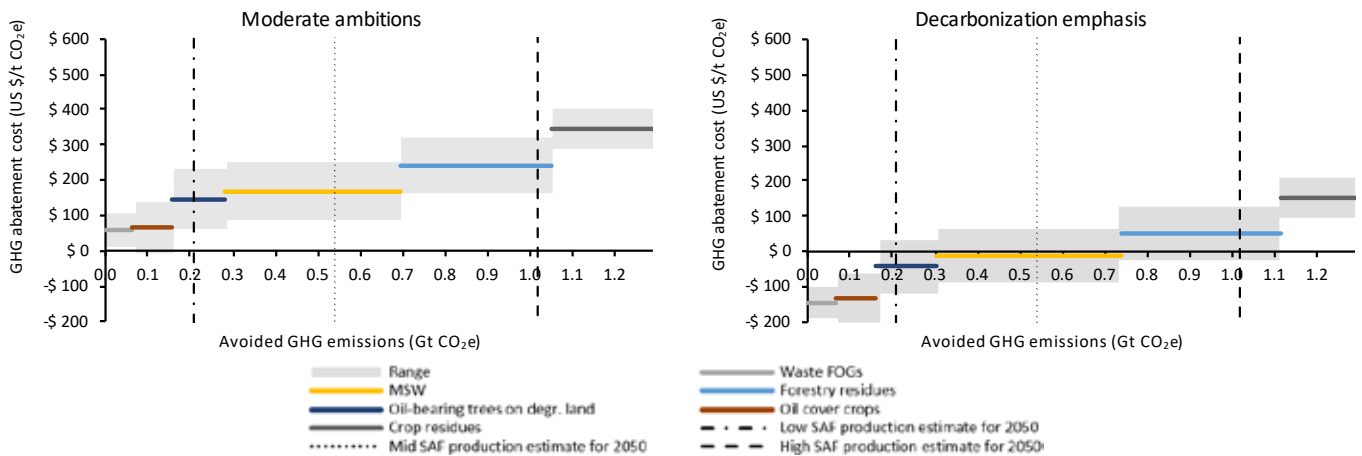 Moderate ambitions
GHG abatement cost (US $/t CO₂e)
$ 600
$ 500
$ 400
$ 300
$ 200
$ 100
$ 0
-$ 100
-$ 200
0.0 0.1 0.2 0.3 0.4 0.5 0.6 0.7 0.8 0.9 1.0 1.1 1.2
Avoided GHG emissions (Gt CO₂e)
Decarbonization emphasis
GHG abatement cost (US $/t CO₂e)
$ 600
$ 500
$ 400
$ 300
$ 200
$ 100
$ 0
-$ 100
-$ 200
0.0 0.1 0.2 0.3 0.4 0.5 0.6 0.7 0.8 0.9 1.0 1.1 1.2
Avoided GHG emissions (Gt CO₂e)
Range
MSW
Oil-bearing trees on degr. land
Crop residues
Mid SAF production estimate for 2050
Waste FOGs
Forestry residues
Oil cover crops
Low SAF production estimate for 2050
High SAF production estimate for 2050